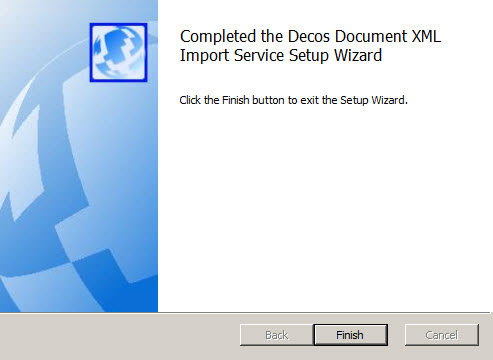 Completed the Decos Document XML
Import Service Setup Wizard
Click the Finish button to exit the Setup Wizard.
Back
Finish
Cancel